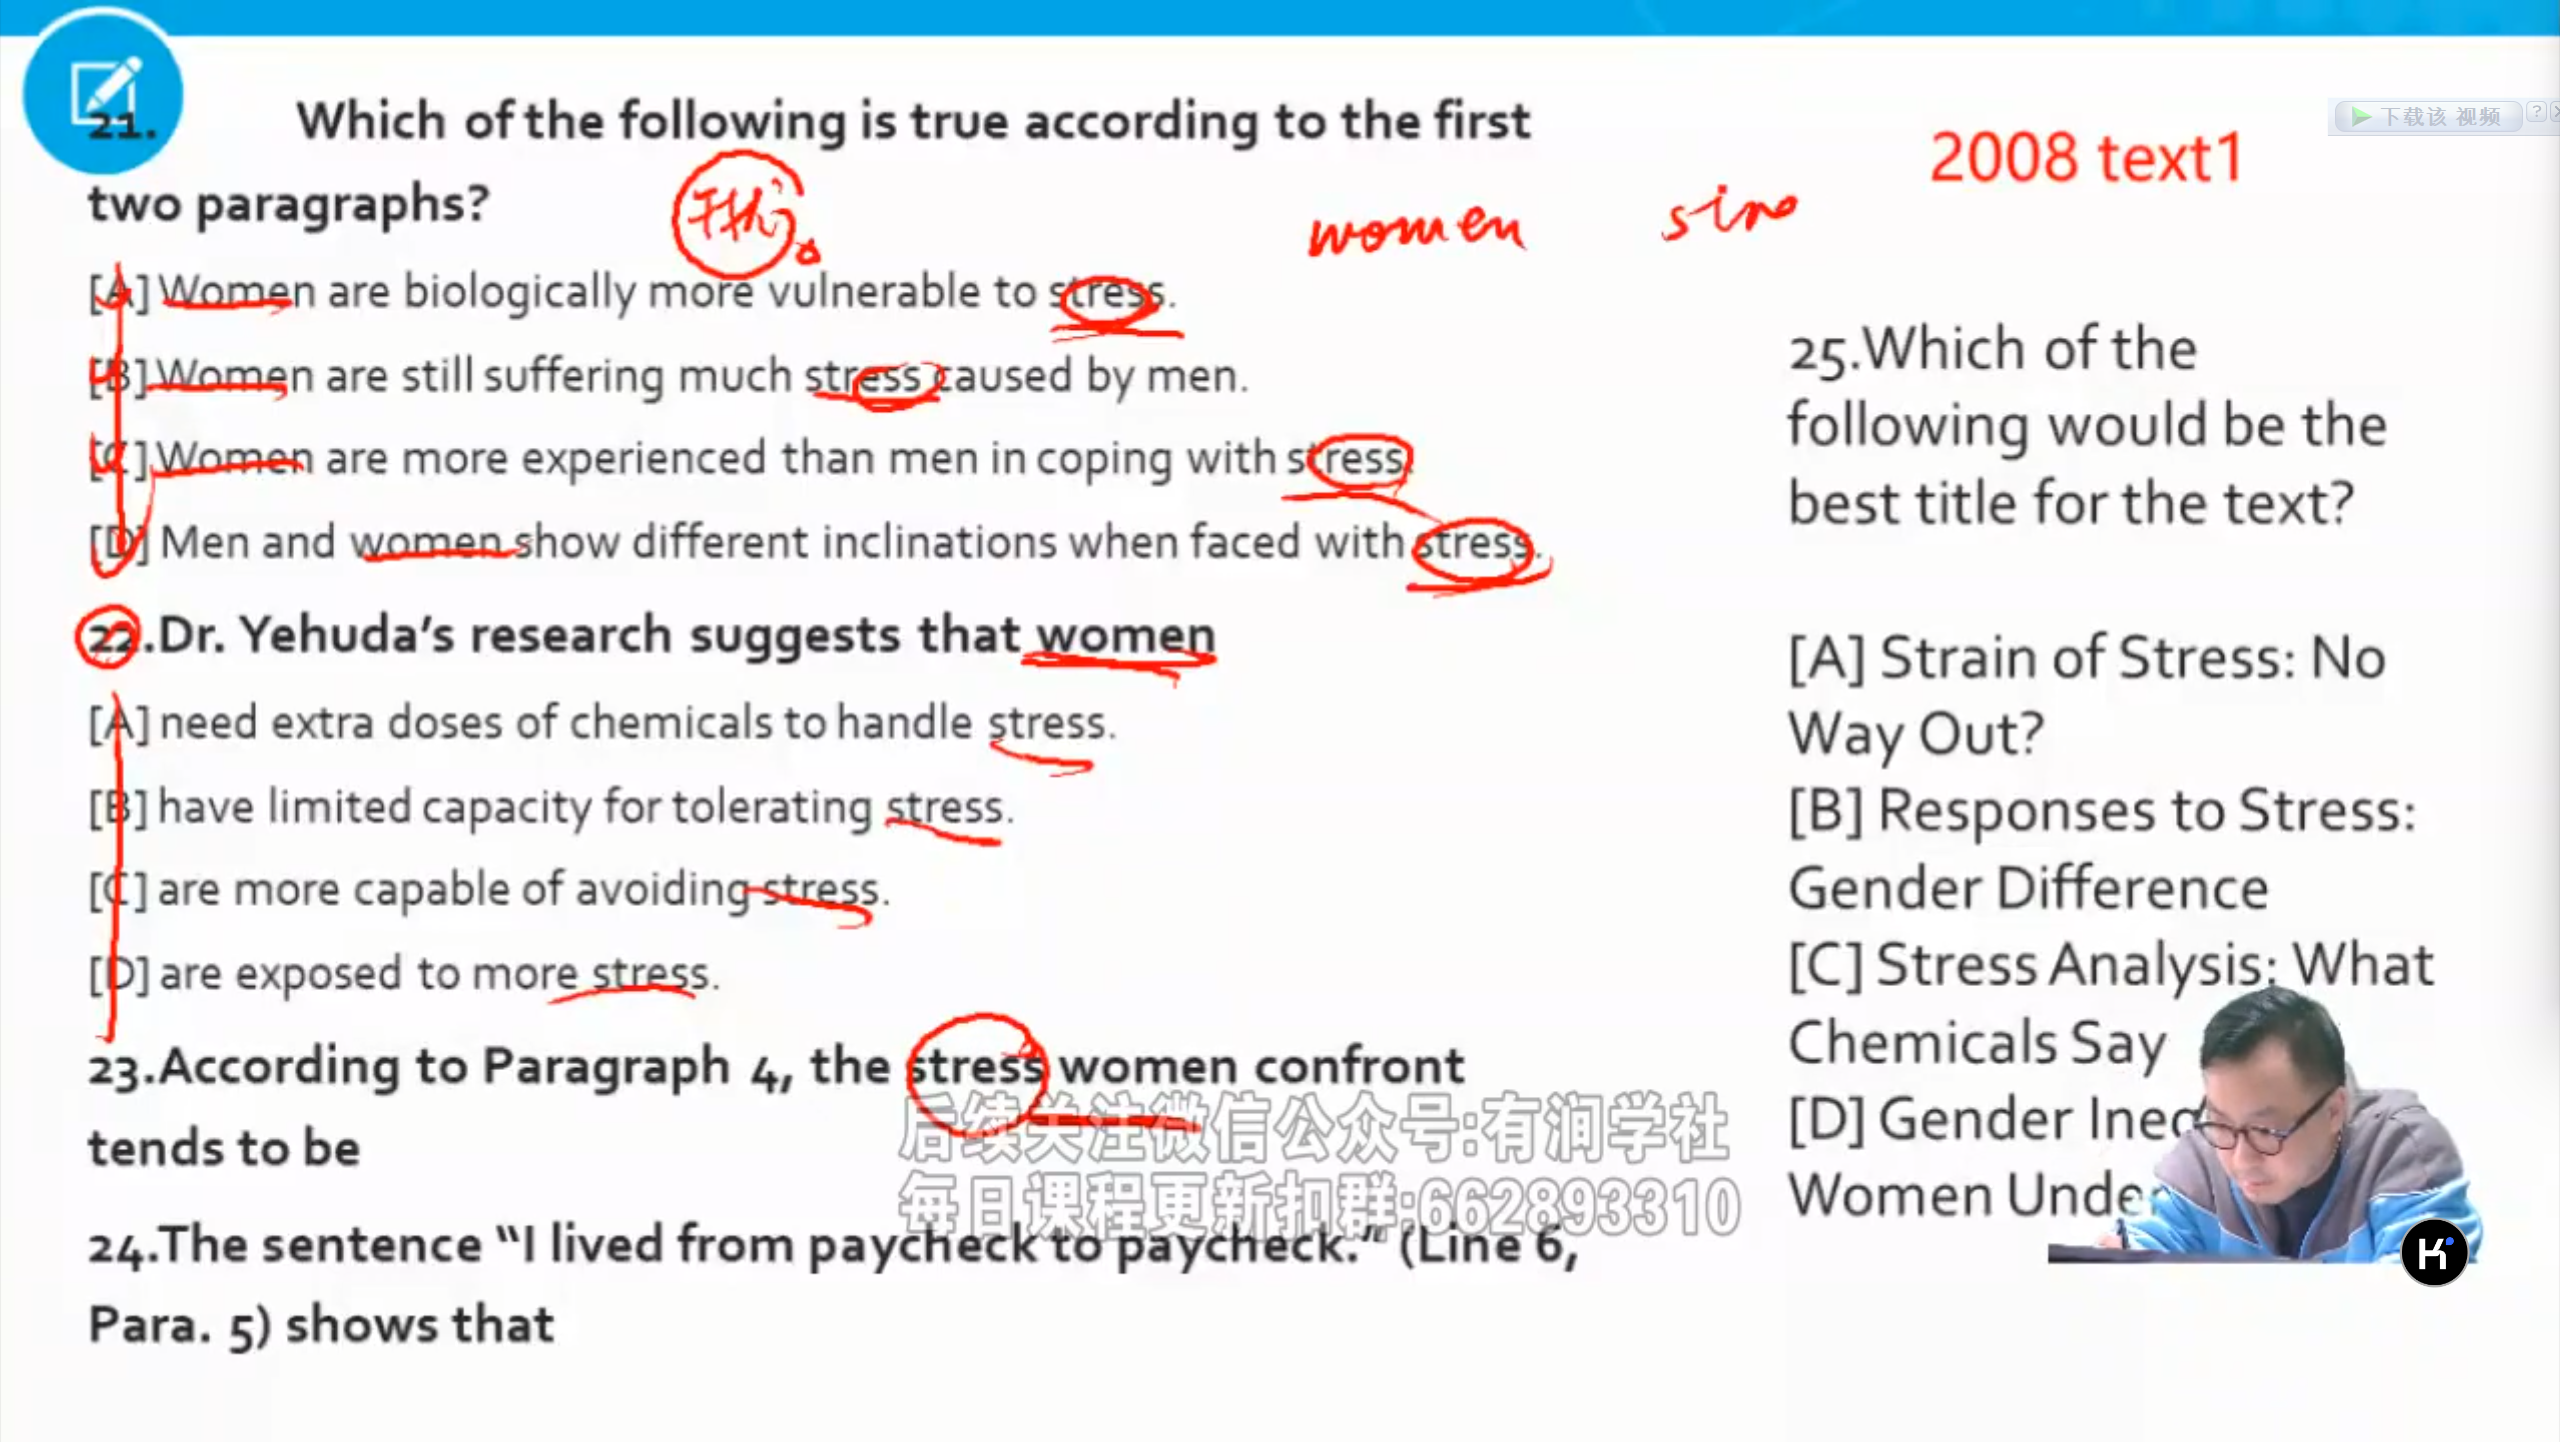 21. Which of the following is true according to the first
two paragraphs?
[A] Women are biologically more vulnerable to stress.
[B] Women are still suffering much stress caused by men.
[C] Women are more experienced than men in coping with stress.
[D] Men and women show different inclinations when faced with stress.
22.Dr. Yehuda's research suggests that women
[A] need extra doses of chemicals to handle stress.
[B] have limited capacity for tolerating stress.
[C] are more capable of avoiding stress.
[D] are exposed to more stress.
23.According to Paragraph 4, the stress women confront
tends to be
24.The sentence “I lived from paycheck to paycheck.” (Line 6,
Para. 5) shows that
women
下载该 视频
2008 text1
25.Which of the
following would be the
best title for the text?
[A] Strain of Stress: No
Way Out?
[B] Responses to Stress:
Gender Difference
[C] Stress Analysis: What
Chemicals Say
[D] Gender
Women
后续关注微信公众号:有润学社
每日课程更新扣群:662893310
K